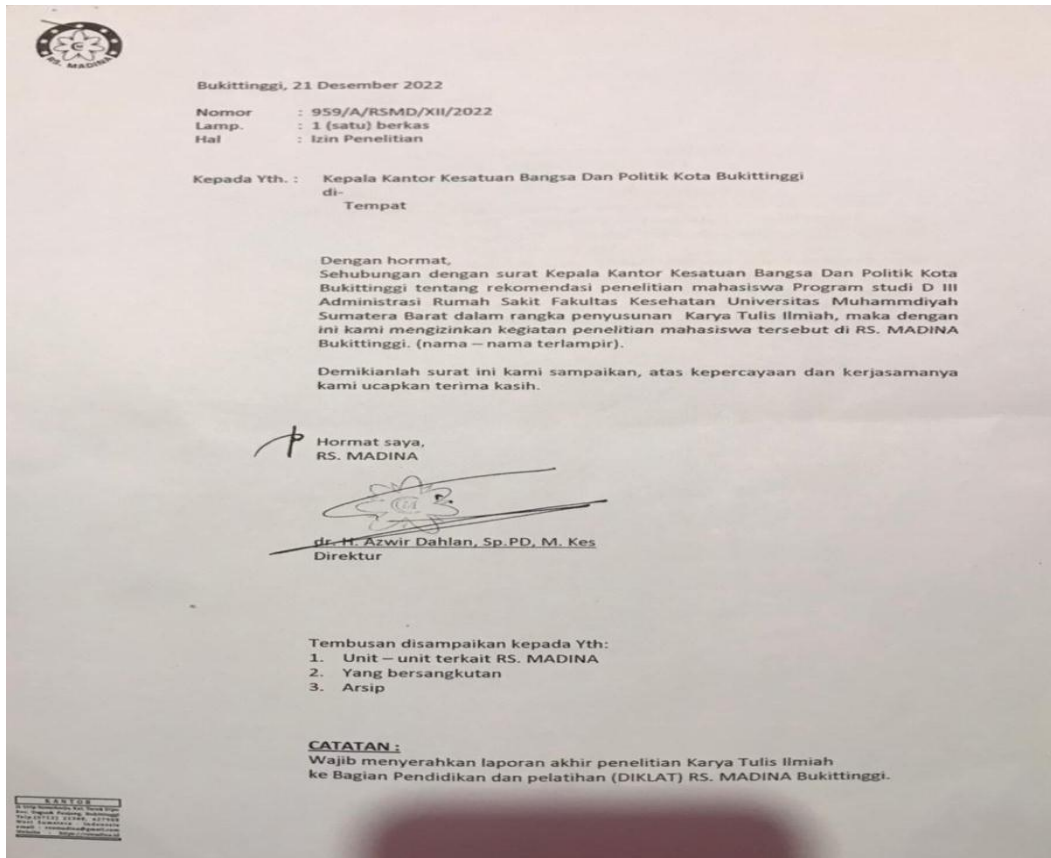 RS. MADINA
Bukittinggi, 21 Desember 2022
Nomor : 959/A/RSMD/XII/2022
Lamp. : 1 (satu) berkas
Hal : Izin Penelitian
Kepada Yth. : Kepala Kantor Kesatuan Bangsa Dan Politik Kota Bukittinggi
di-
Tempat
Dengan hormat,
Sehubungan dengan surat Kepala Kantor Kesatuan Bangsa Dan Politik Kota
Bukittinggi tentang rekomendasi penelitian mahasiswa Program studi D III
Administrasi Rumah Sakit Fakultas Kesehatan Universitas Muhammdiyah
Sumatera Barat dalam rangka penyusunan Karya Tulis Ilmiah, maka dengan
ini kami mengizinkan kegiatan penelitian mahasiswa tersebut di RS. MADINA
Bukittinggi. (nama – nama terlampir).
Demikianlah surat ini kami sampaikan, atas kepercayaan dan kerjasamanya
kami ucapkan terima kasih.
Hormat saya,
RS. MADINA
dr. H. Azwir Dahlan, Sp.PD, M. Kes
Direktur
Tembusan disampaikan kepada Yth:
1. Unit – unit terkait RS. MADINA
2. Yang bersangkutan
3. Arsip
CATATAN :
Wajib menyerahkan laporan akhir penelitian Karya Tulis Ilmiah
ke Bagian Pendidikan dan pelatihan (DIKLAT) RS. MADINA Bukittinggi.
KANTOR